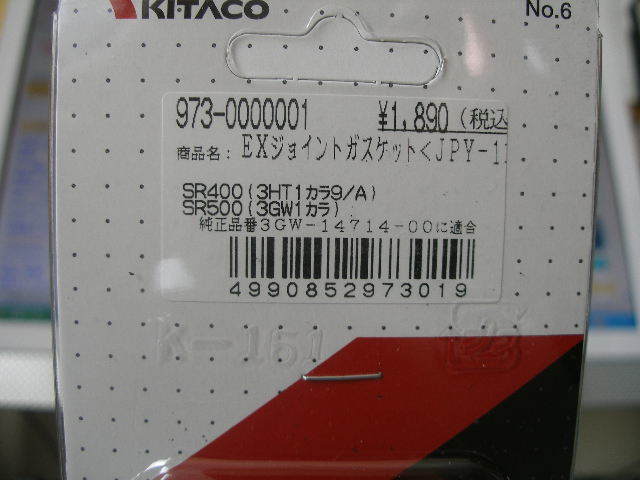 KITACO
No.6
973-0000001 ¥1,890 (税込
商品名: EXジョイントガスケット<JPY-1
SR400(3HT1カラ9/A)
SR500(3GW1カラ)
純正品番3GW-14714-00に適合
4990852973019
K-151